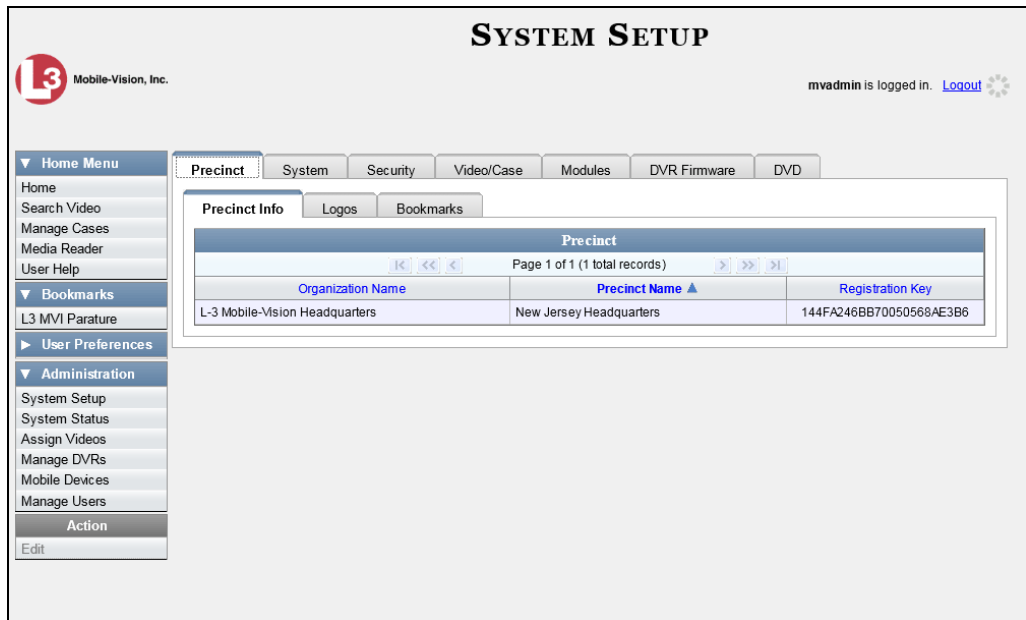 SYSTEM SETUP
L3 Mobile-Vision, Inc.
mvadmin is logged in. Logout
▼ Home Menu
Home
Search Video
Manage Cases
Media Reader
User Help
▼ Bookmarks
L3 MVI Parature
▶ User Preferences
▼ Administration
System Setup
System Status
Assign Videos
Manage DVRs
Mobile Devices
Manage Users
Action
Edit
Precinct System Security Video/Case Modules DVR Firmware DVD
Precinct Info Logos Bookmarks
Precinct
|< << < Page 1 of 1 (1 total records) > >> >|
Organization Name Precinct Name ▲ Registration Key
L-3 Mobile-Vision Headquarters New Jersey Headquarters 144FA246BB70050568AE3B6